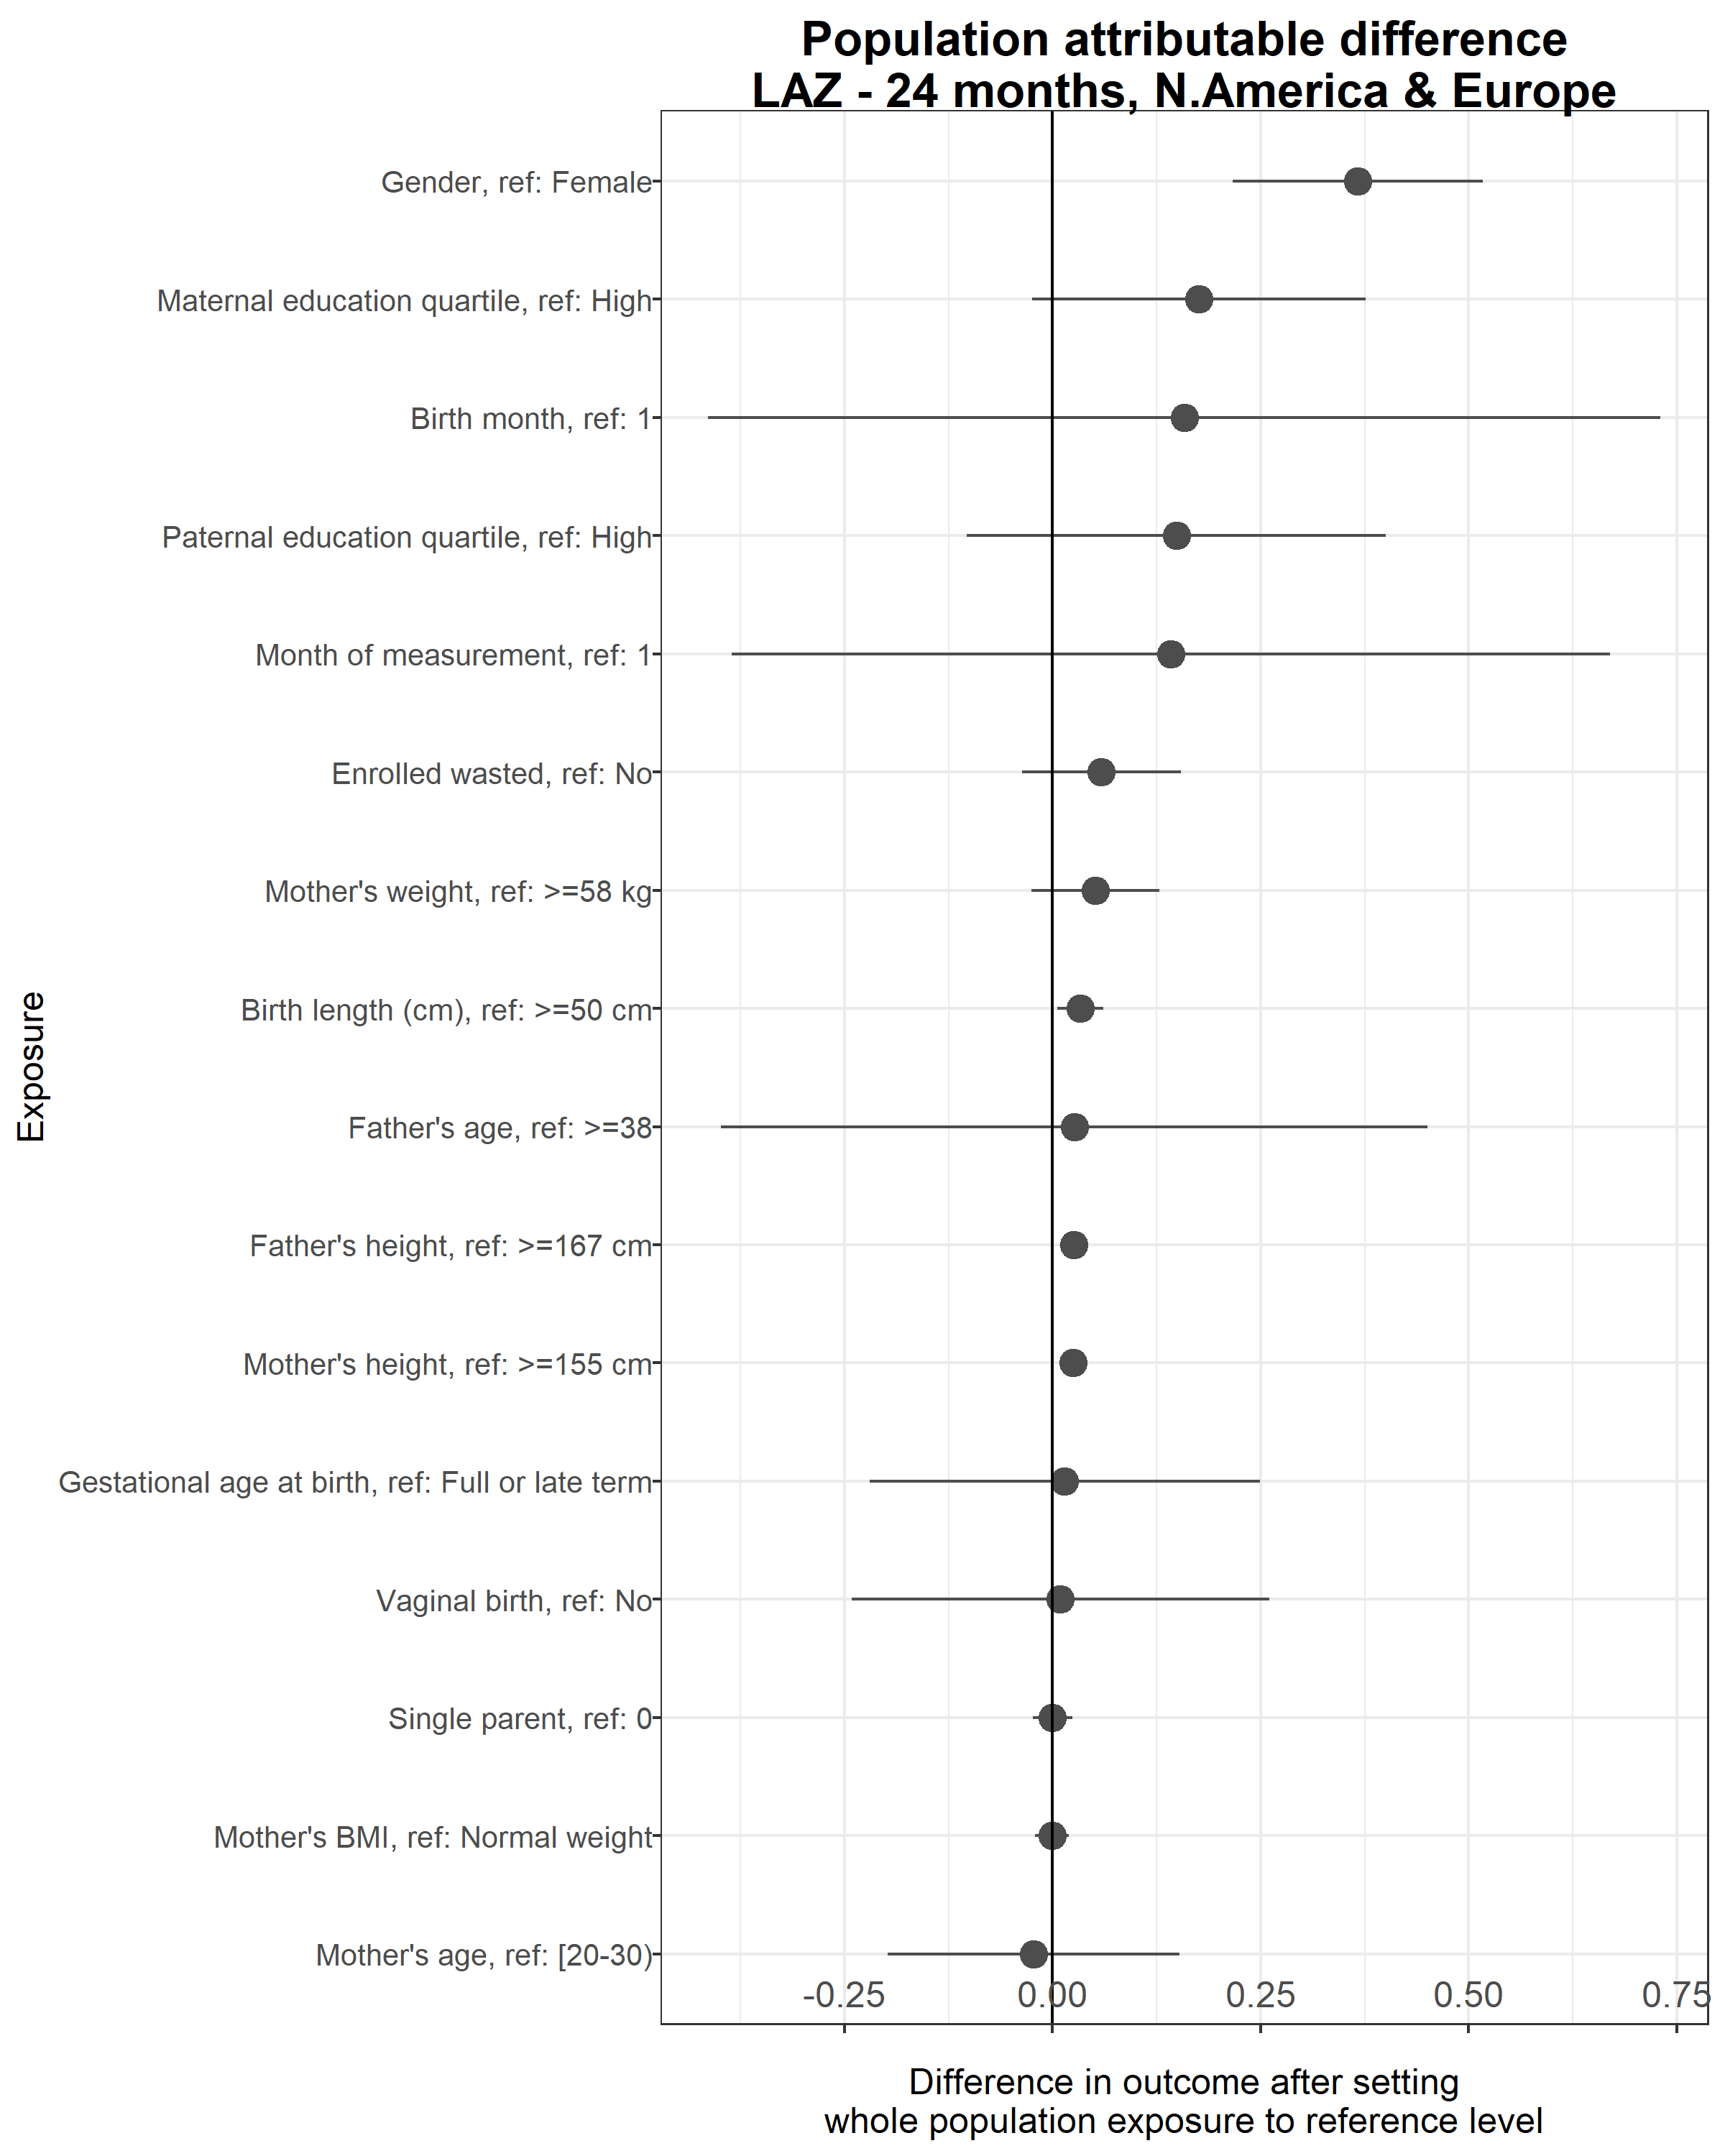 Population attributable difference
LAZ - 24 months, N.America & Europe
Gender, ref: Female
Maternal education quartile, ref: High
Birth month, ref: 1
Paternal education quartile, ref: High
Month of measurement, ref: 1
Enrolled wasted, ref: No
Mother's weight, ref: >=58 kg
Birth length (cm), ref: >=50 cm
Father's age, ref: >=38
Father's height, ref: >=167 cm
Mother's height, ref: >=155 cm
Gestational age at birth, ref: Full or late term
Vaginal birth, ref: No
Single parent, ref: 0
Mother's BMI, ref: Normal weight
Mother's age, ref: [20-30)
Exposure
-0.25 0.00 0.25 0.50 0.75
Difference in outcome after setting
whole population exposure to reference level